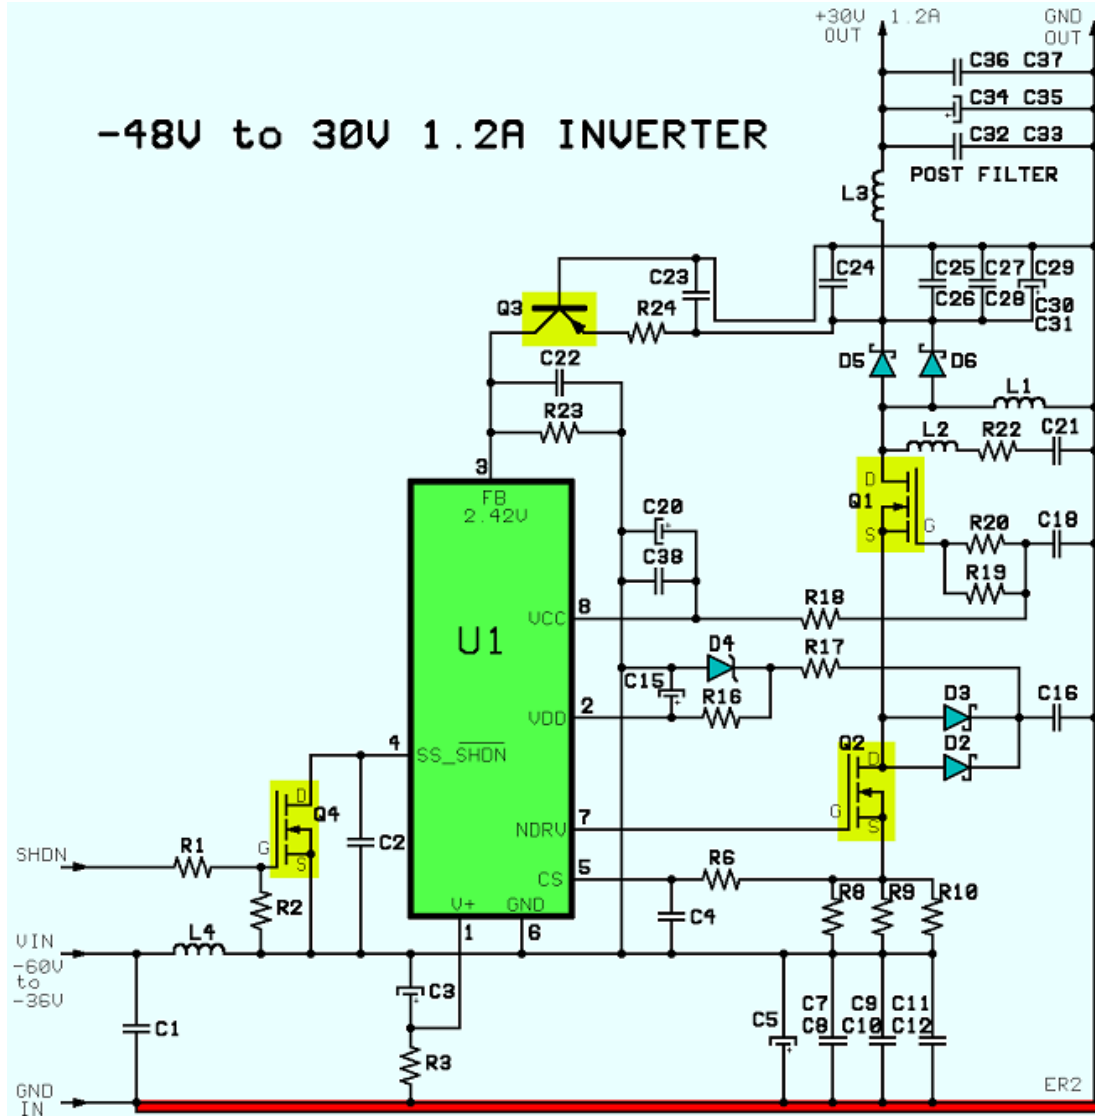 +30V 1.2A
OUT
GND
OUT
C36 C37
C34 C35
C32 C33
POST FILTER
-48V to 30V 1.2A INVERTER
L3
C23
C24
C25
C26
C27
C28
C29
C30
C31
Q3
R24
D5
D6
C22
L1
R23
L2
R22
C21
3
FB
2.42V
D
Q1
S
G
C20
R20
C18
C38
R19
VCC
8
R18
U1
D4
R17
C15
R16
D3
C16
VDD
2
4
SS_SHDN
Q2
D
D2
D
Q4
G
S
G
S
NDRV
7
SHDN
R1
C2
R2
CS
5
R6
R8
R9
R10
V+
GND
1
6
C4
VIN
-60V
to
-36V
L4
C3
C1
C5
C7
C8
C9
C10
C11
C12
R3
GND
IN
ER2